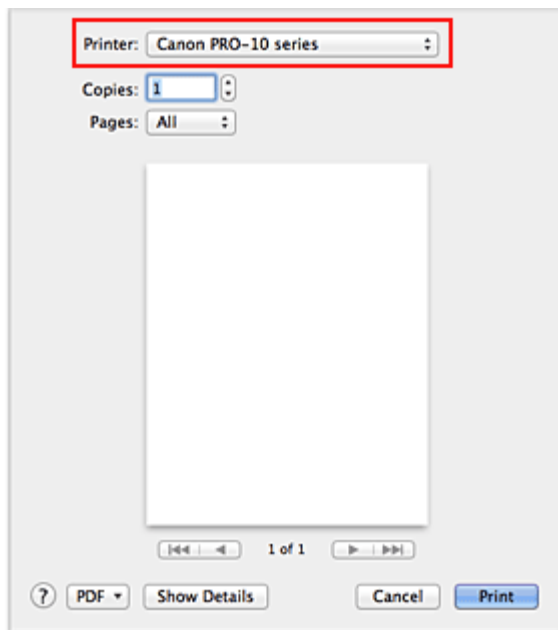 Printer: Canon PRO-10 series
Copies: 1
Pages: All
1 of 1
? PDF Show Details Cancel Print